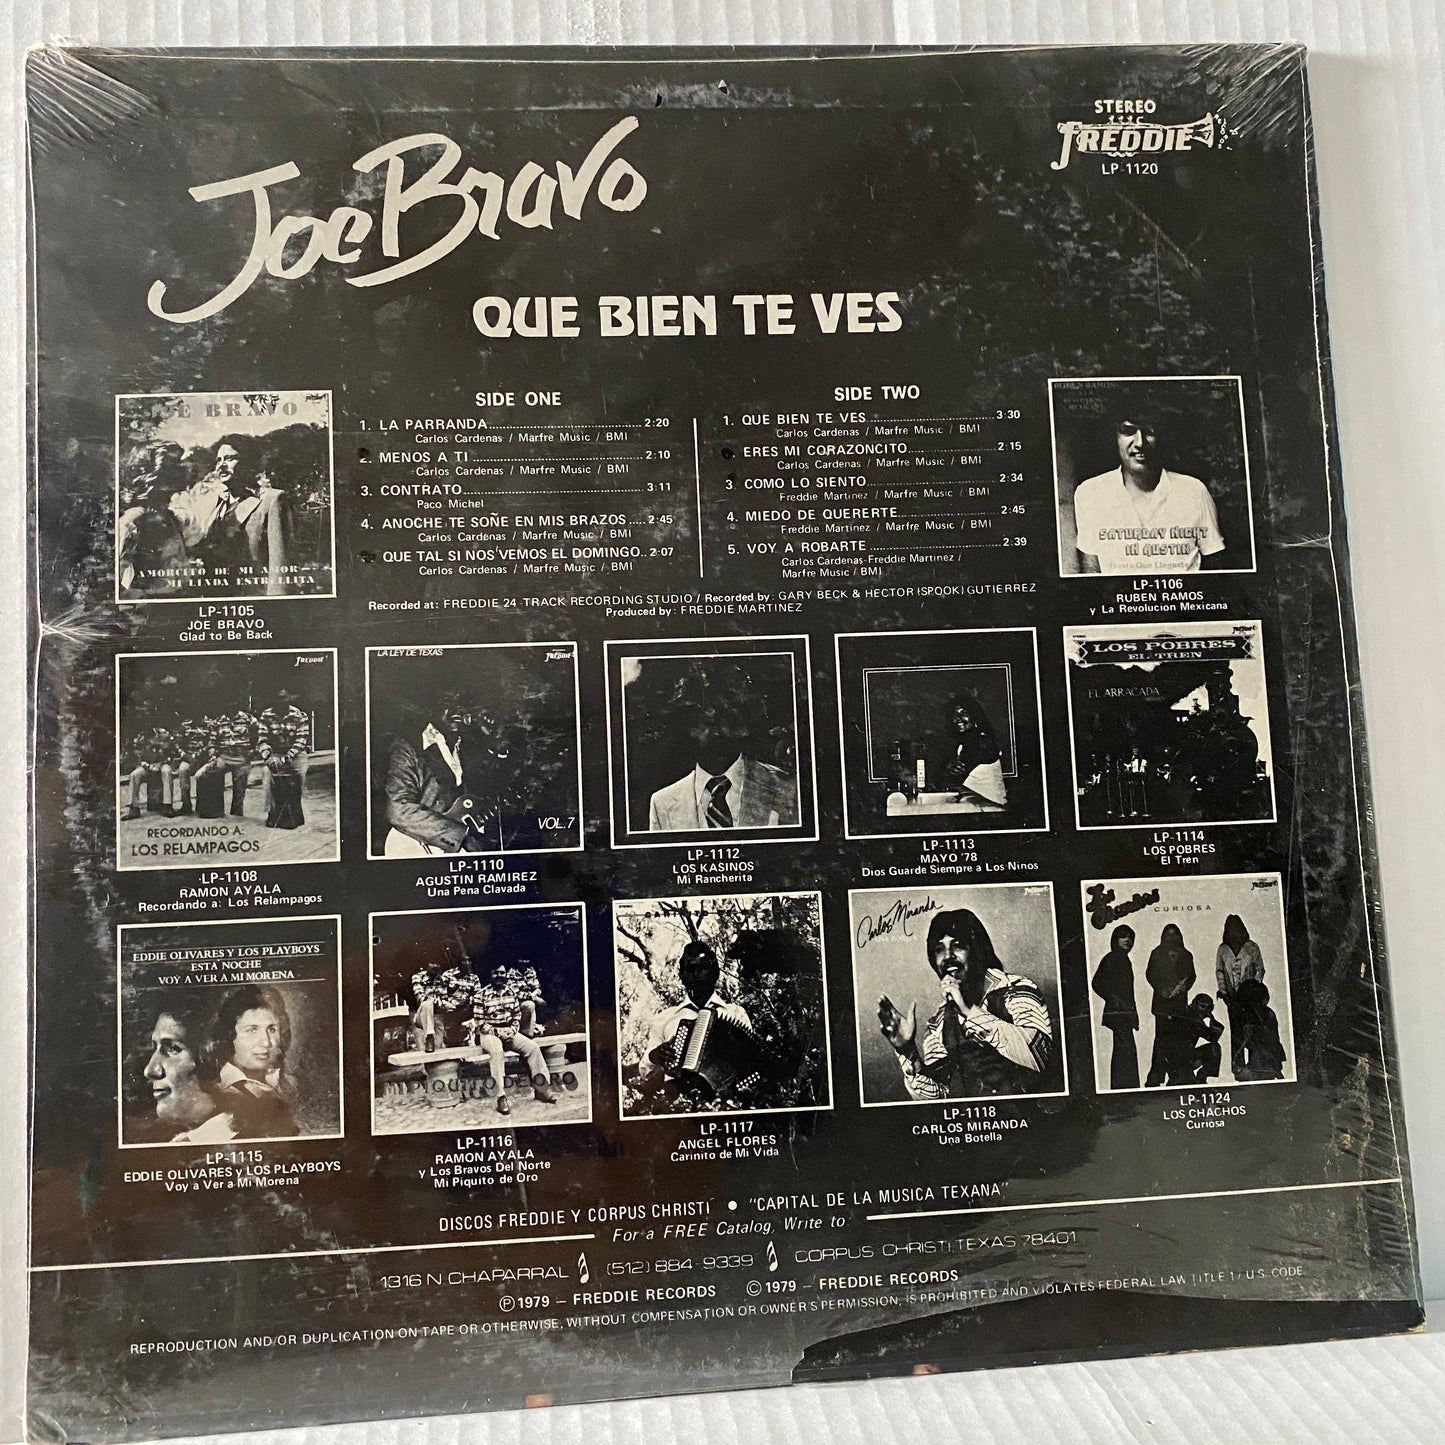 STEREO
FREDDIE
LP-1120
Joe Bravo
QUE BIEN TE VES
SIDE ONE
1. LA PARRANDA 2:20
Carlos Cardenas / Marfre Music / BMI
2. MENOS A TI 2:10
Carlos Cardenas / Marfre Music / BMI
3. CONTRATO 3:11
Paco Michel
4. ANOCHE TE SOÑE EN MIS BRAZOS 2:45
Carlos Cardenas / Marfre Music / BMI
QUE TAL SI NOS VEMOS EL DOMINGO 2:07
Carlos Cardenas / Marfre Music / BMI
SIDE TWO
1. QUE BIEN TE VES 3:30
Carlos Cardenas / Marfre Music / BMI
ERES MI CORAZONCITO 2:15
Carlos Cardenas / Marfre Music / BMI
3. COMO LO SIENTO 2:34
Freddie Martinez / Marfre Music / BMI
4. MIEDO DE QUERERTE 2:45
Freddie Martinez / Marfre Music / BMI
5. VOY A ROBARTE 2:39
Carlos Cardenas-Freddie Martinez /
Marfre Music / BMI
Recorded at: FREDDIE 24-TRACK RECORDING STUDIO / Recorded by: GARY BECK & HECTOR (SPOOK) GUTIERREZ
Produced by: FREDDIE MARTINEZ
JOE BRAVO
AMORCITO DE MI AMOR
MI LINDA ESTRELLITA
LP-1105
JOE BRAVO
Glad to Be Back
RUBEN RAMOS
SATURDAY NIGHT
IN AUSTIN
Hasta Que Llegaste
LP-1106
RUBEN RAMOS
y La Revolucion Mexicana
FREDDIE
RECORDANDO A:
LOS RELAMPAGOS
LP-1108
RAMON AYALA
Recordando a: Los Relampagos
LA LEY DE TEXAS
FREDDIE
VOL. 7
LP-1110
AGUSTIN RAMIREZ
Una Pena Clavada
LP-1112
LOS KASINOS
Mi Rancherita
LP-1113
MAYO '78
Dios Guarde Siempre a Los Ninos
LOS POBRES
EL TREN
EL ARRACADA
LP-1114
LOS POBRES
El Tren
EDDIE OLIVARES Y LOS PLAYBOYS
ESTA NOCHE
VOY A VER A MI MORENA
LP-1115
EDDIE OLIVARES y LOS PLAYBOYS
Voy a Ver a Mi Morena
MI PIQUITO DE ORO
LP-1116
RAMON AYALA
y Los Bravos Del Norte
Mi Piquito de Oro
LP-1117
ANGEL FLORES
Carinito de Mi Vida
Carlos Miranda
LP-1118
CARLOS MIRANDA
Una Botella
Los Chachos
CURIOSA
LP-1124
LOS CHACHOS
Curiosa
DISCOS FREDDIE Y CORPUS CHRISTI • "CAPITAL DE LA MUSICA TEXANA"
For a FREE Catalog, Write to:
1316 N. CHAPARRAL (512) 884-9339 CORPUS CHRISTI, TEXAS 78401
Ⓟ 1979 – FREDDIE RECORDS © 1979 – FREDDIE RECORDS
REPRODUCTION AND/OR DUPLICATION ON TAPE OR OTHERWISE, WITHOUT COMPENSATION OR OWNER'S PERMISSION, IS PROHIBITED AND VIOLATES FEDERAL LAW TITLE 17 U.S. CODE